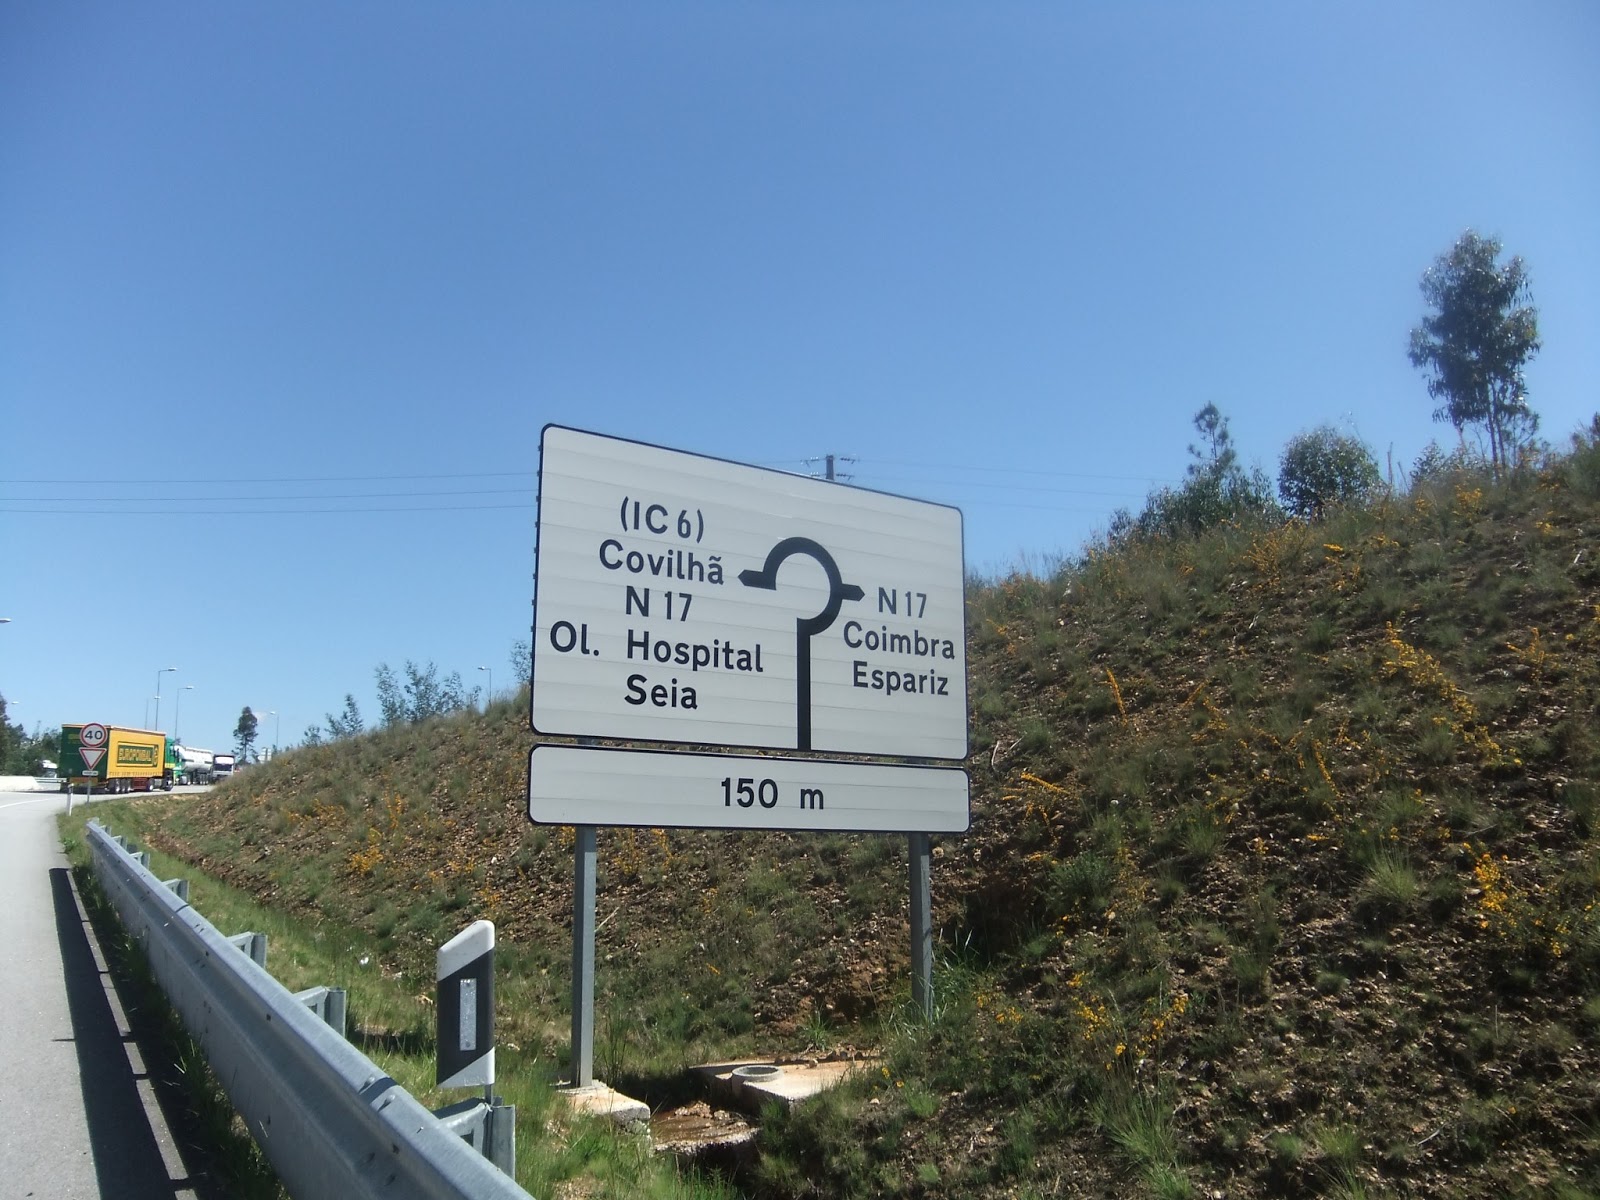 (IC 6)
Covilhã
N 17
Ol. Hospital
Seia
N 17
Coimbra
Espariz
150 m
40